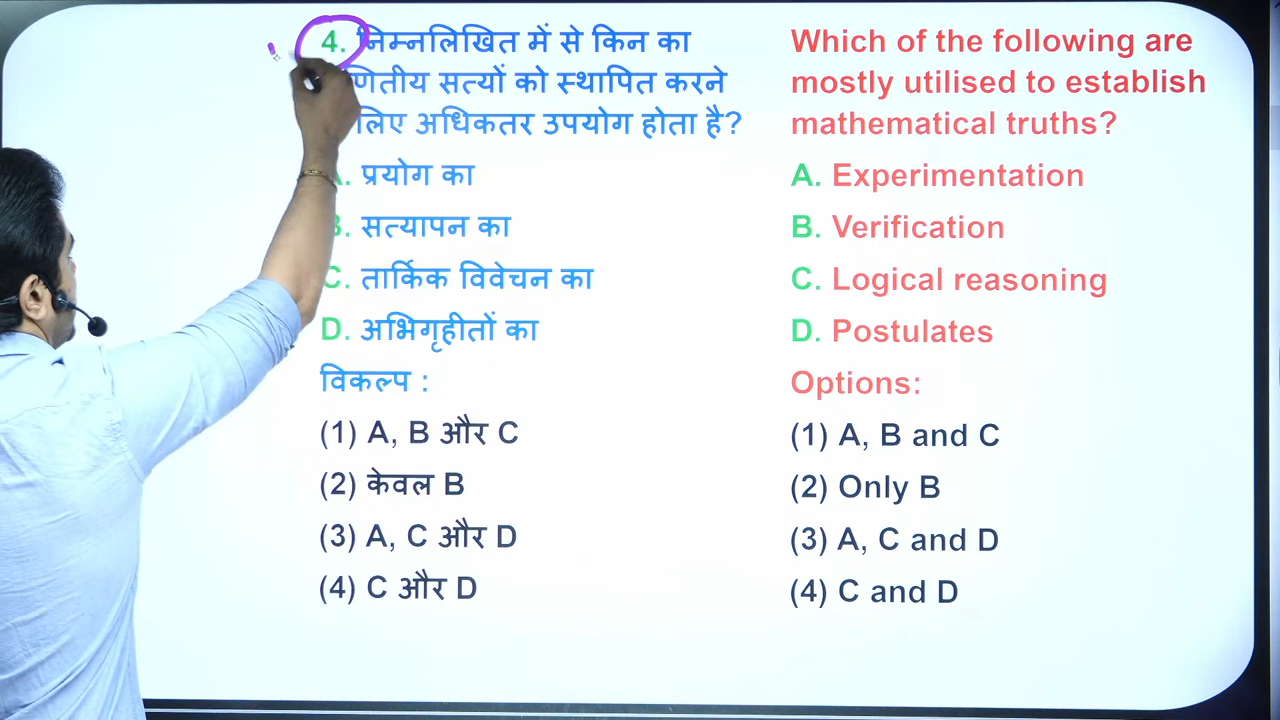 4. निम्नलिखित में से किन का
सत्यों को स्थापित करने
लिए अधिकतर उपयोग होता है?
प्रयोग का
सत्यापन का
C. तार्किक विवेचन का
D. अभिगृहीतों का
विकल्प :
(1) A, B और C
(2) केवल B
(3) A, C और D
(4) C और D
Which of the following are
mostly utilised to establish
mathematical truths?
A. Experimentation
B. Verification
C. Logical reasoning
D. Postulates
Options:
(1) A, B and C
(2) Only B
(3) A, C and D
(4) C and D